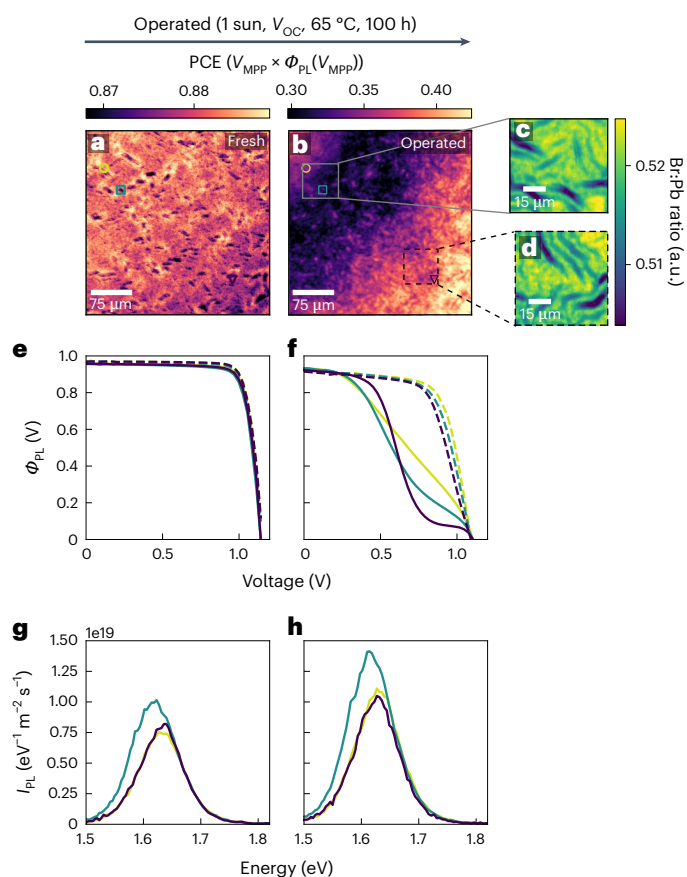 Operated (1 sun, V_OC, 65 °C, 100 h)
PCE (V_MPP × Φ_PL(V_MPP))
0.87 0.88 0.30 0.35 0.40
a Fresh
75 μm
b Operated
75 μm
c
15 μm
d
15 μm
0.52
0.51
Br:Pb ratio (a.u.)
e f
1.0
0.8
0.6
0.4
0.2
0
Φ_PL (V)
0 0.5 1.0 0 0.5 1.0
Voltage (V)
g h
1e19
1.50
1.25
1.00
0.75
0.50
0.25
0
I_PL (eV⁻¹ m⁻² s⁻¹)
1.5 1.6 1.7 1.8 1.5 1.6 1.7 1.8
Energy (eV)